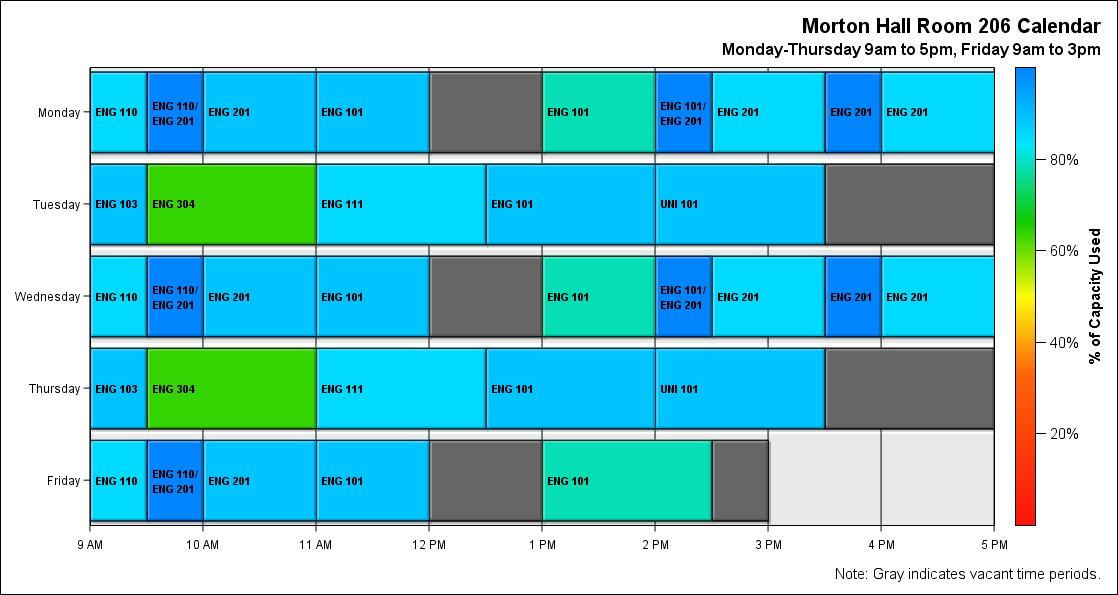 Morton Hall Room 206 Calendar
Monday-Thursday 9am to 5pm, Friday 9am to 3pm
Monday
ENG 110
ENG 110/
ENG 201
ENG 201
ENG 101
ENG 101
ENG 101/
ENG 201
ENG 201
ENG 201
ENG 201
Tuesday
ENG 103
ENG 304
ENG 111
ENG 101
UNI 101
Wednesday
ENG 110
ENG 110/
ENG 201
ENG 201
ENG 101
ENG 101
ENG 101/
ENG 201
ENG 201
ENG 201
ENG 201
Thursday
ENG 103
ENG 304
ENG 111
ENG 101
UNI 101
Friday
ENG 110
ENG 110/
ENG 201
ENG 201
ENG 101
ENG 101
9 AM
10 AM
11 AM
12 PM
1 PM
2 PM
3 PM
4 PM
5 PM
80%
60%
40%
20%
% of Capacity Used
Note: Gray indicates vacant time periods.